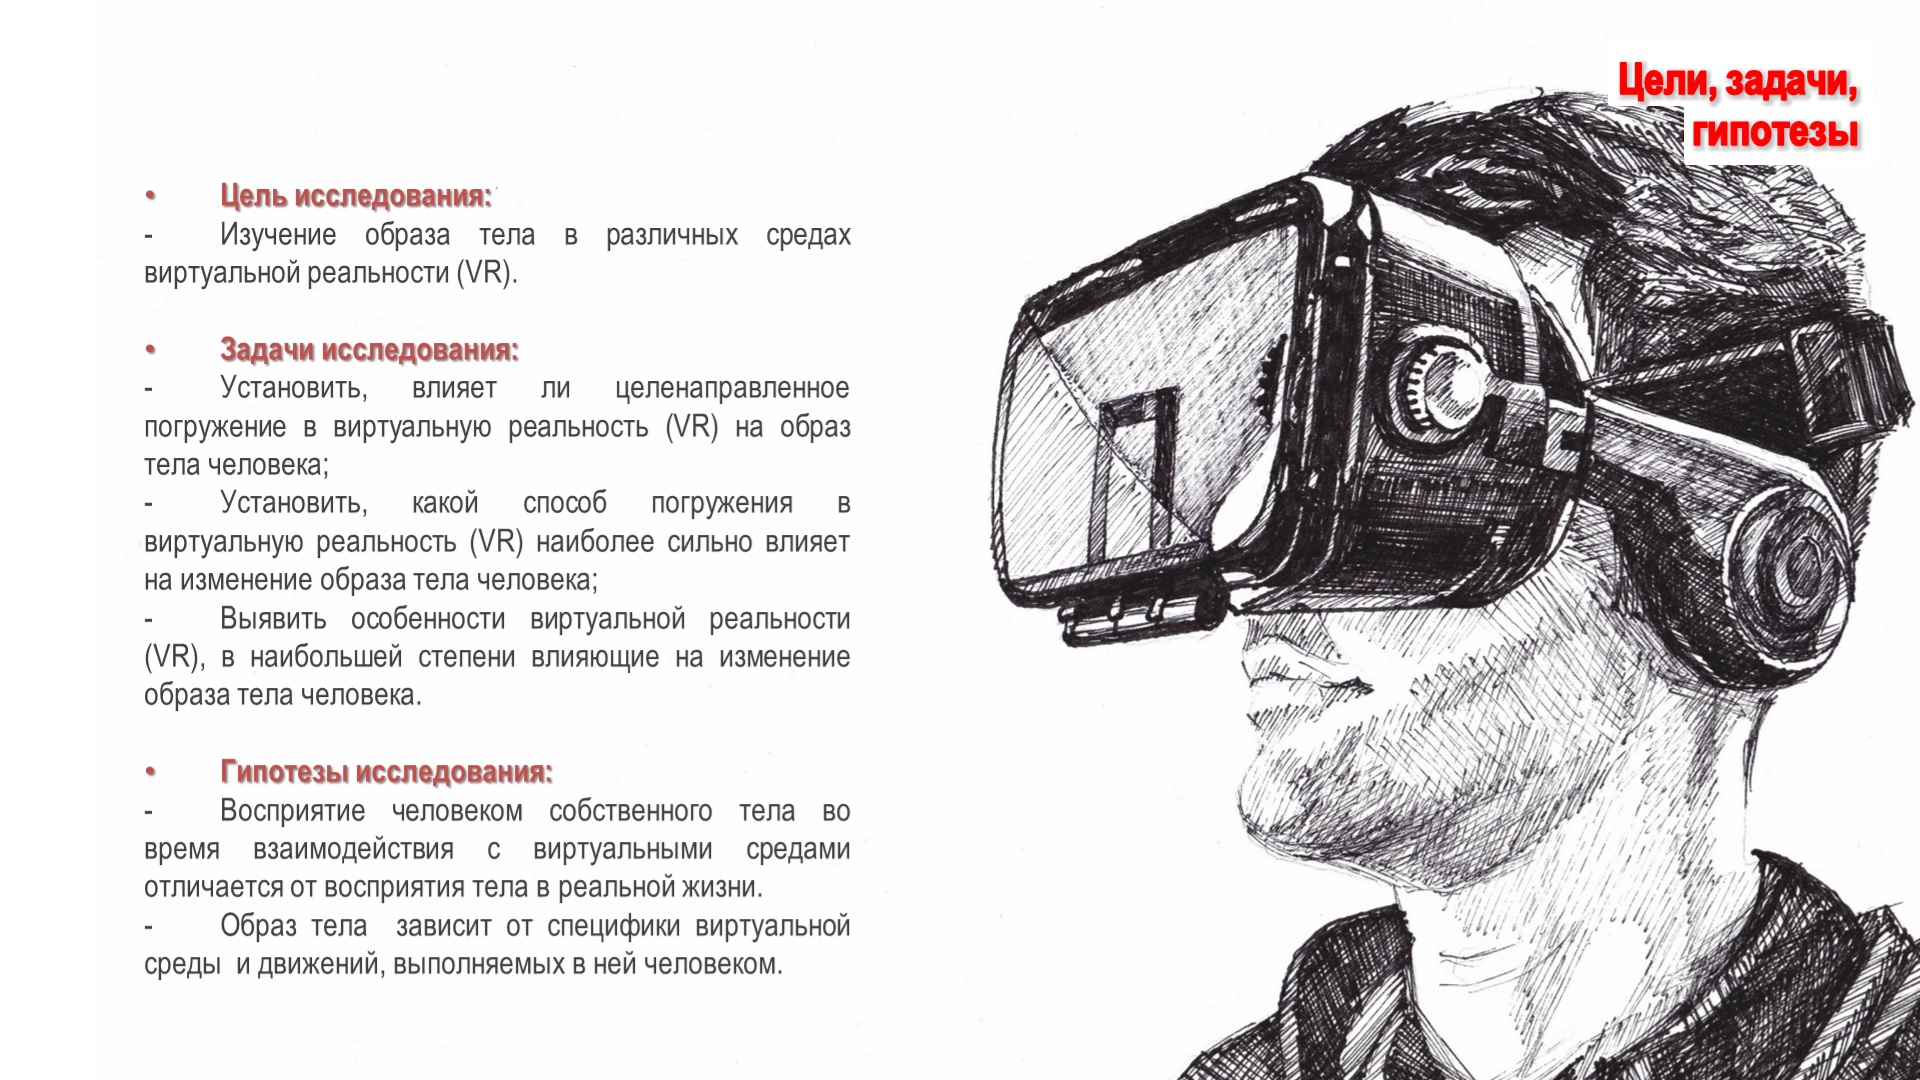 Цели, задачи,
гипотезы
• Цель исследования:
- Изучение образа тела в различных средах
виртуальной реальности (VR).
• Задачи исследования:
- Установить, влияет ли целенаправленное
погружение в виртуальную реальность (VR) на образ
тела человека;
- Установить, какой способ погружения в
виртуальную реальность (VR) наиболее сильно влияет
на изменение образа тела человека;
- Выявить особенности виртуальной реальности
(VR), в наибольшей степени влияющие на изменение
образа тела человека.
• Гипотезы исследования:
- Восприятие человеком собственного тела во
время взаимодействия с виртуальными средами
отличается от восприятия тела в реальной жизни.
- Образ тела зависит от специфики виртуальной
среды и движений, выполняемых в ней человеком.